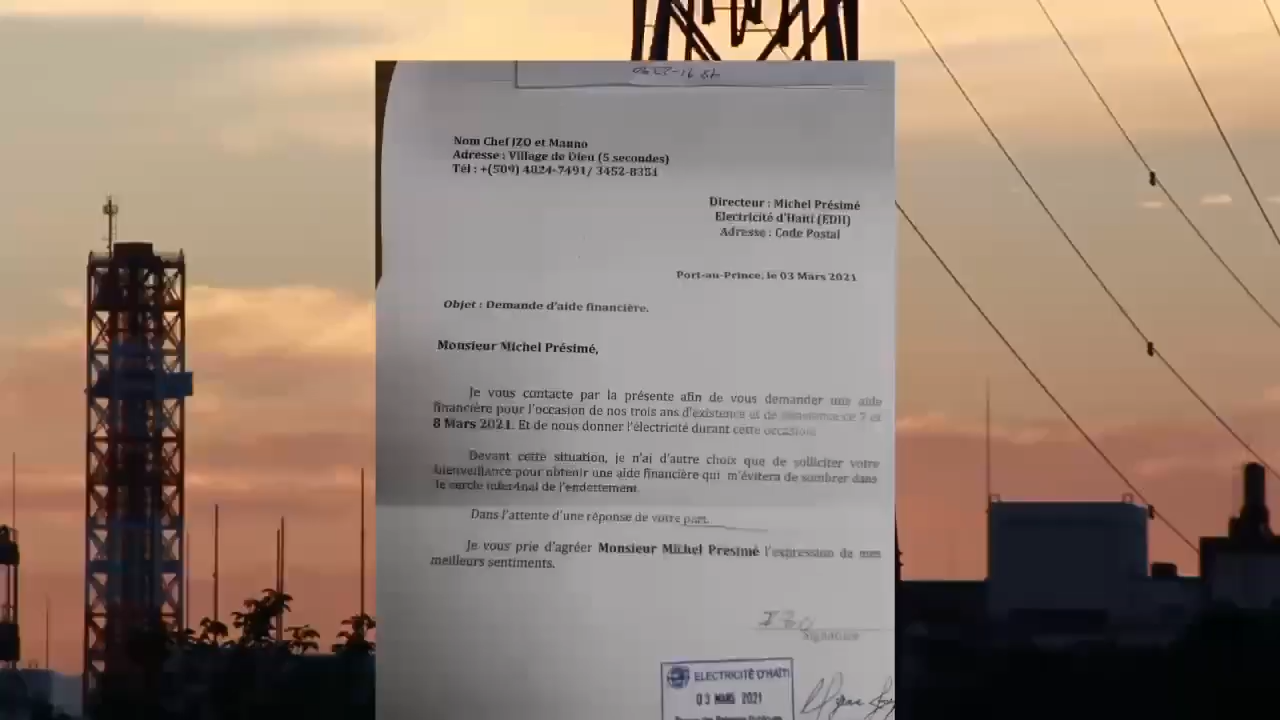 Nom Chef IZO et Manno
Adresse : Village de Dieu (5 secondes)
Tél : +(509) 4824-7491/ 3452-8351
Directeur : Michel Présimé
Electricité d'Haïti (EDH)
Adresse : Code Postal
Port-au-Prince, le 03 Mars 2021
Objet : Demande d'aide financière.
Monsieur Michel Présimé,
Je vous contacte par la présente afin de vous demander une aide
financière pour l'occasion de nos trois ans d'existence et de 7 et
8 Mars 2021. Et de nous donner l'électricité durant cette occasion.
Devant cette situation, je n'ai d'autre choix que de solliciter votre
bienveillance pour obtenir une aide financière qui m'évitera de sombrer dans
le cercle infernal de l'endettement.
Dans l'attente d'une réponse de votre part.
Je vous prie d'agréer Monsieur Michel Presimé l'expression de mes
meilleurs sentiments.
IZO
Signature
ELECTRICITÉ D'HAÏTI
03 MARS 2021